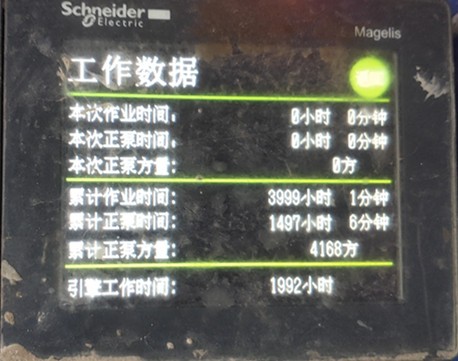 Schneider
Electric
Magelis
工作数据
本次作业时间: 0小时 0分钟
本次正泵时间: 0小时 0分钟
本次正泵方量: 0方
累计作业时间: 3999小时 1分钟
累计正泵时间: 1497小时 6分钟
累计正泵方量: 4168方
引擎工作时间: 1992小时